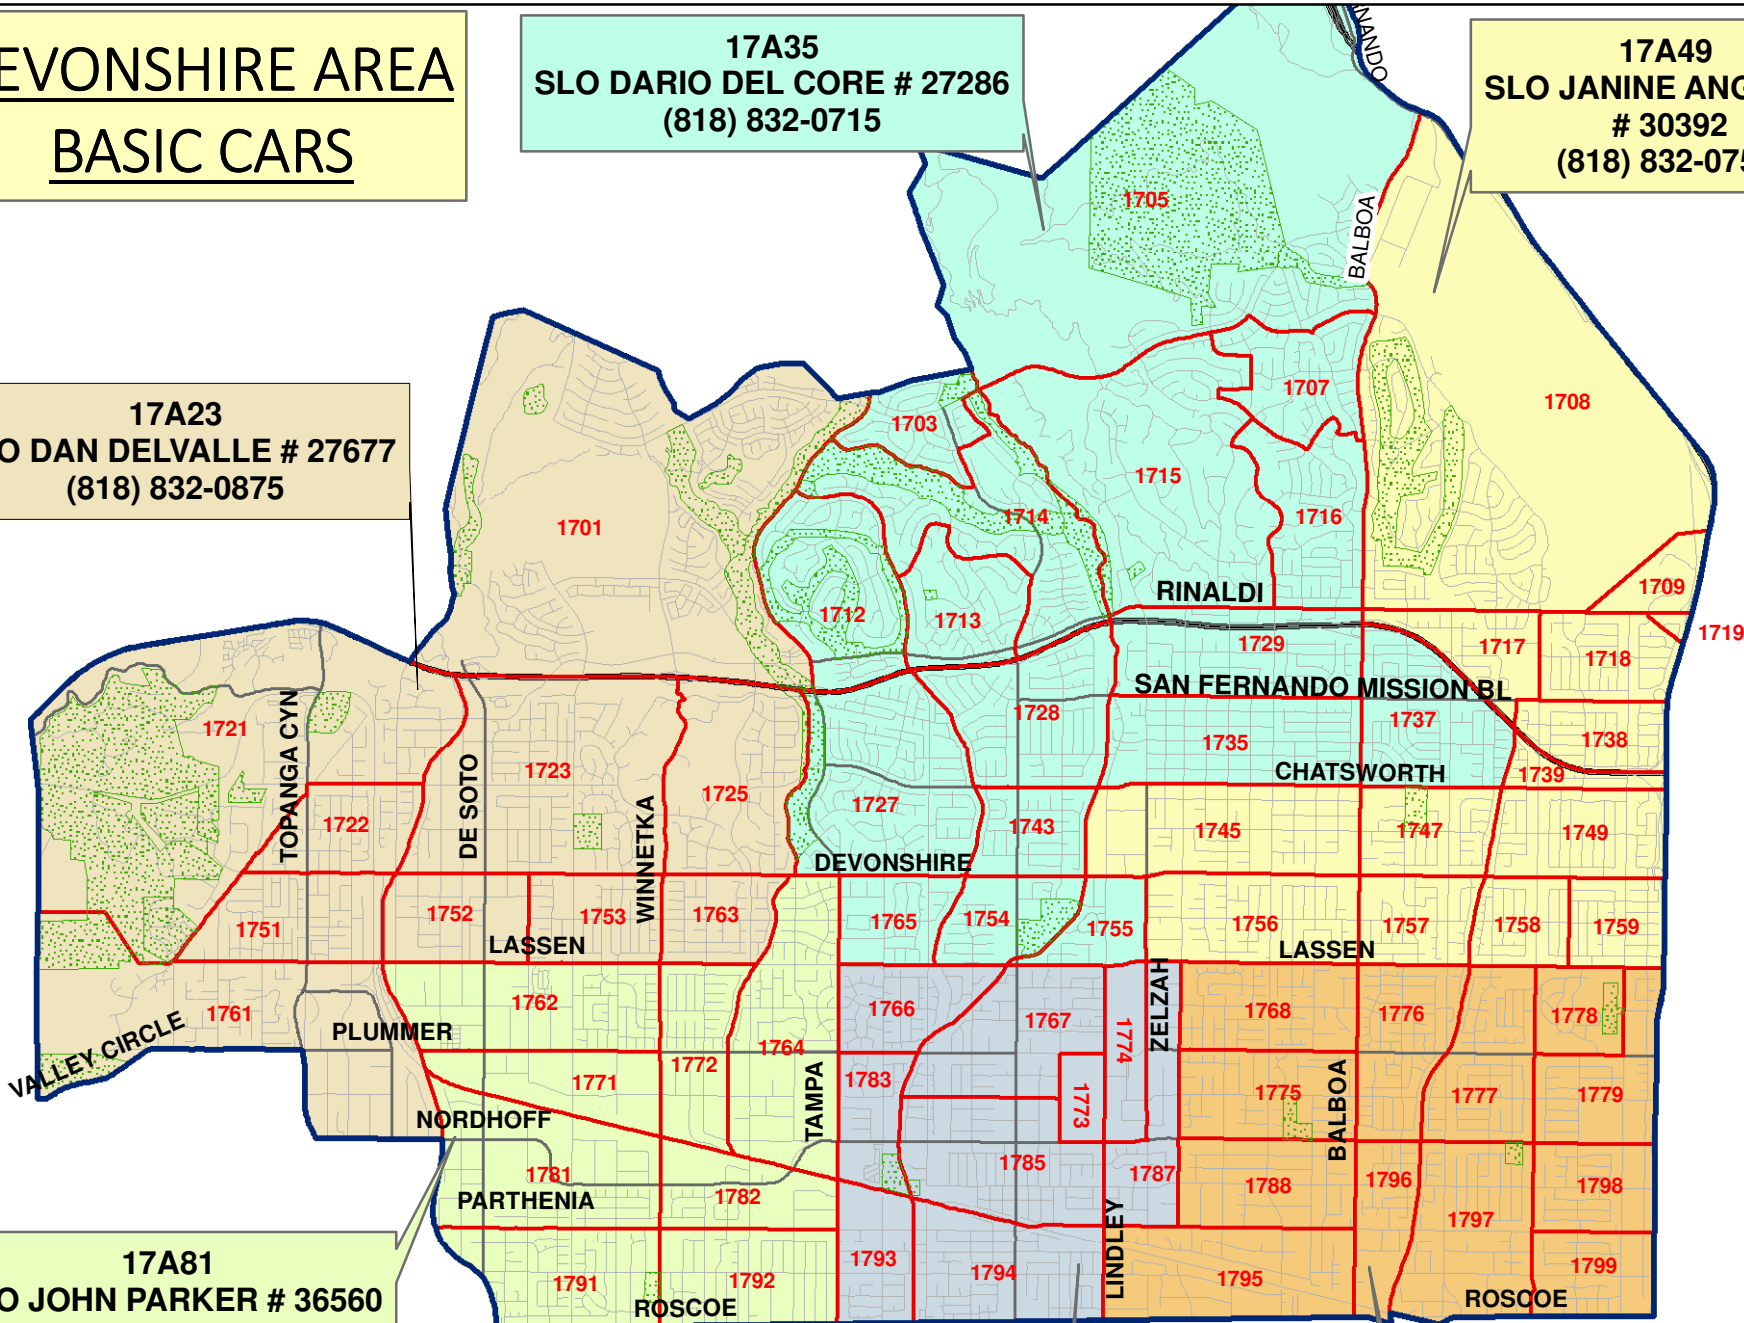 EVONSHIRE AREA
BASIC CARS
17A35
SLO DARIO DEL CORE # 27286
(818) 832-0715
NANDO
17A49
SLO JANINE ANG
# 30392
(818) 832-075
1705
BALBOA
17A23
O DAN DELVALLE # 27677
(818) 832-0875
1707
1708
1703
1715
1701
1714
1716
RINALDI
1709
1712
1713
1719
1729
1717
1718
SAN FERNANDO MISSION BL
1721
TOPANGA CYN
1728
1737
1735
1738
1723
CHATSWORTH
1739
DE SOTO
1725
WINNETKA
1727
1722
1743
1745
1747
1749
DEVONSHIRE
1751
1752
1753
1763
1765
1754
1755
1756
1757
1758
1759
LASSEN
LASSEN
1762
1766
1767
ZELZAH
1768
1776
1778
1761
VALLEY CIRCLE
PLUMMER
1764
1774
1772
1771
1783
TAMPA
1773
1775
BALBOA
1777
1779
NORDHOFF
1781
1785
1787
PARTHENIA
1782
1788
1796
1798
1797
LINDLEY
17A81
O JOHN PARKER # 36560
1791
1792
1793
1794
1795
1799
ROSCOE
ROSCOE